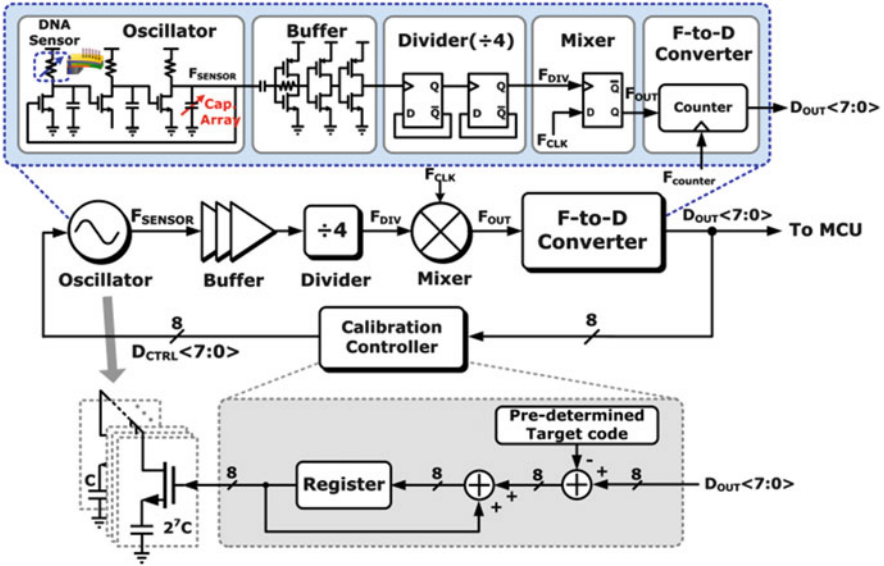 DNA
Sensor
Oscillator
Buffer
Divider(÷4)
Mixer
F-to-D
Converter
FSENSOR
Cap.
Array
Q
Q
D
Q̅
D
Q̅
FDIV
Q̅
D
Q
FCLK
FOUT
Counter
DOUT<7:0>
Fcounter
FCLK
FSENSOR
÷4
FDIV
FOUT
F-to-D
Converter
DOUT<7:0>
To MCU
Oscillator
Buffer
Divider
Mixer
8
DCTRL<7:0>
Calibration
Controller
8
Pre-determined
Target code
C
2⁷C
8
Register
8
+
+
8
-
+
8
DOUT<7:0>